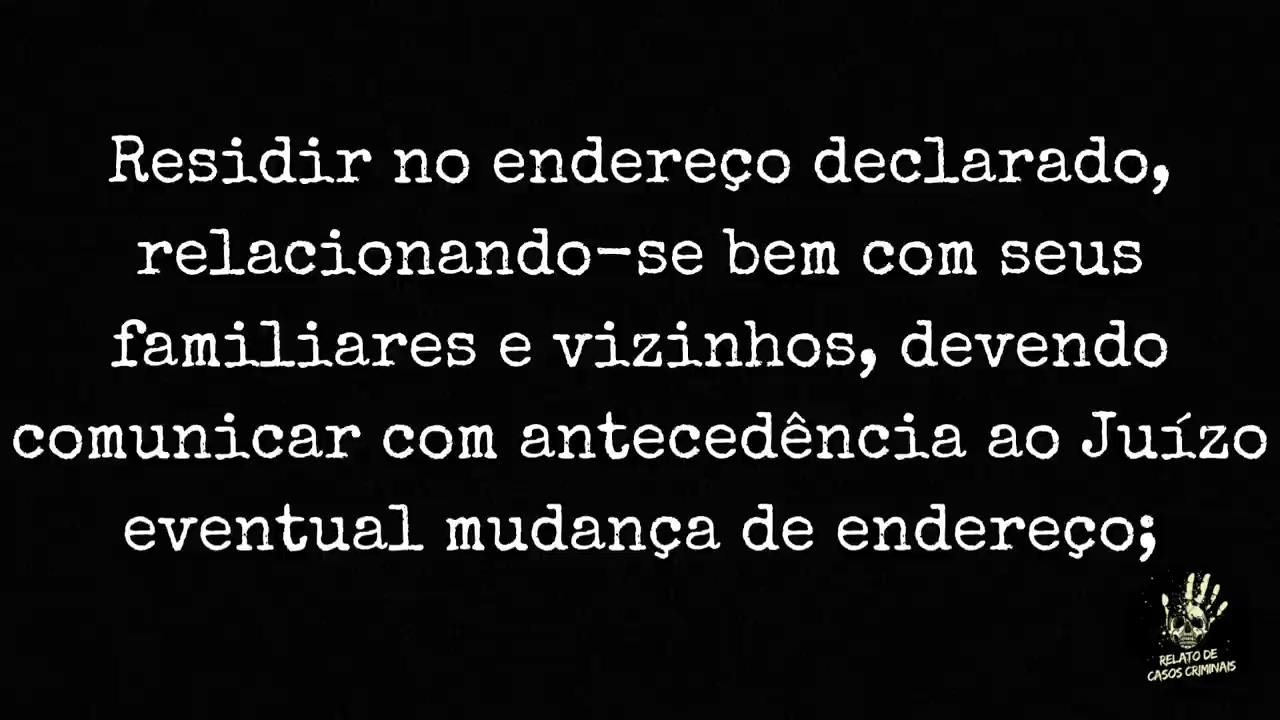 Residir no endereço declarado,
relacionando-se bem com seus
familiares e vizinhos, devendo
comunicar com antecedência ao Juízo
eventual mudança de endereço;
RELATO DE
CASOS CRIMINAIS